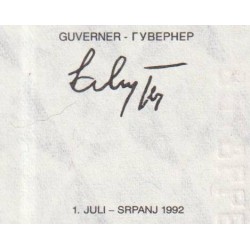 GUVERNER - ГУВЕРНЕР
1. JULI – SRPANJ 1992